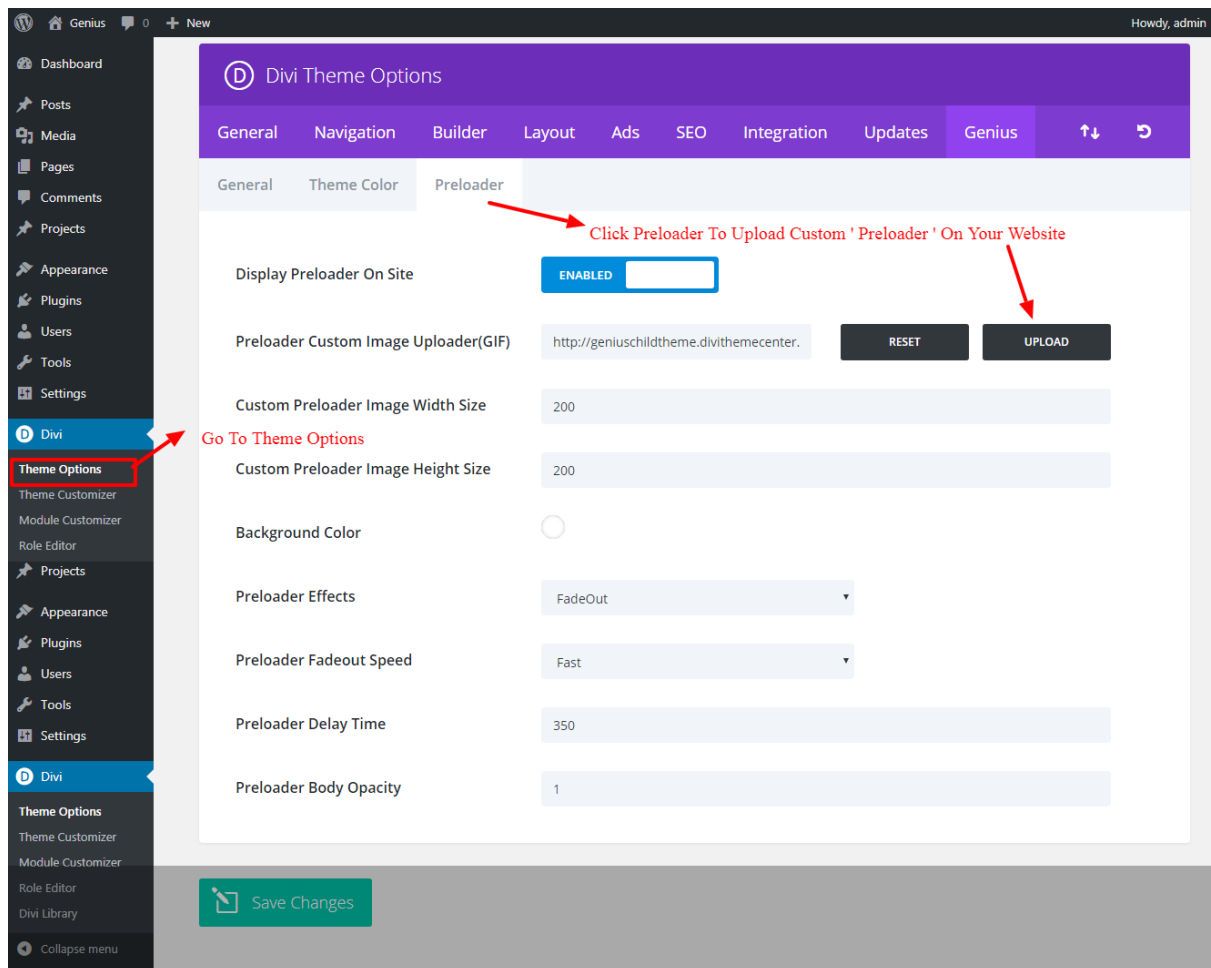 Genius 0 New Howdy, admin
Dashboard
Posts
Media
Pages
Comments
Projects
Appearance
Plugins
Users
Tools
Settings
Divi
Theme Options
Theme Customizer
Module Customizer
Role Editor
Projects
Appearance
Plugins
Users
Tools
Settings
Divi
Theme Options
Theme Customizer
Module Customizer
Role Editor
Divi Library
Collapse menu
D Divi Theme Options
General Navigation Builder Layout Ads SEO Integration Updates Genius
General Theme Color Preloader
Click Preloader To Upload Custom ' Preloader ' On Your Website
Display Preloader On Site ENABLED
Preloader Custom Image Uploader(GIF) http://geniuschildtheme.divithemecenter. RESET UPLOAD
Custom Preloader Image Width Size 200
Go To Theme Options
Custom Preloader Image Height Size 200
Background Color
Preloader Effects FadeOut
Preloader Fadeout Speed Fast
Preloader Delay Time 350
Preloader Body Opacity 1
Save Changes